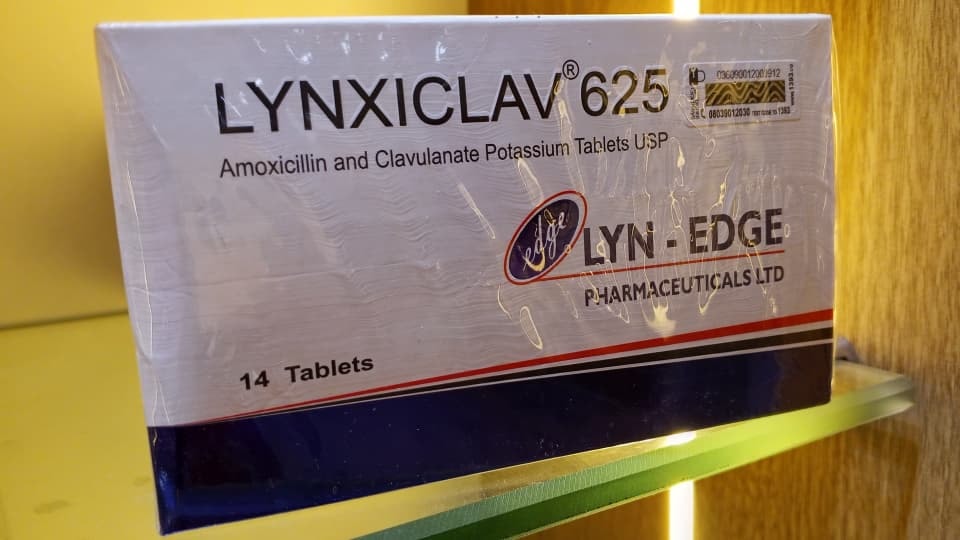 LYNXICLAV® 625
Amoxicillin and Clavulanate Potassium Tablets USP
edge
LYN - EDGE
PHARMACEUTICALS LTD
14 Tablets